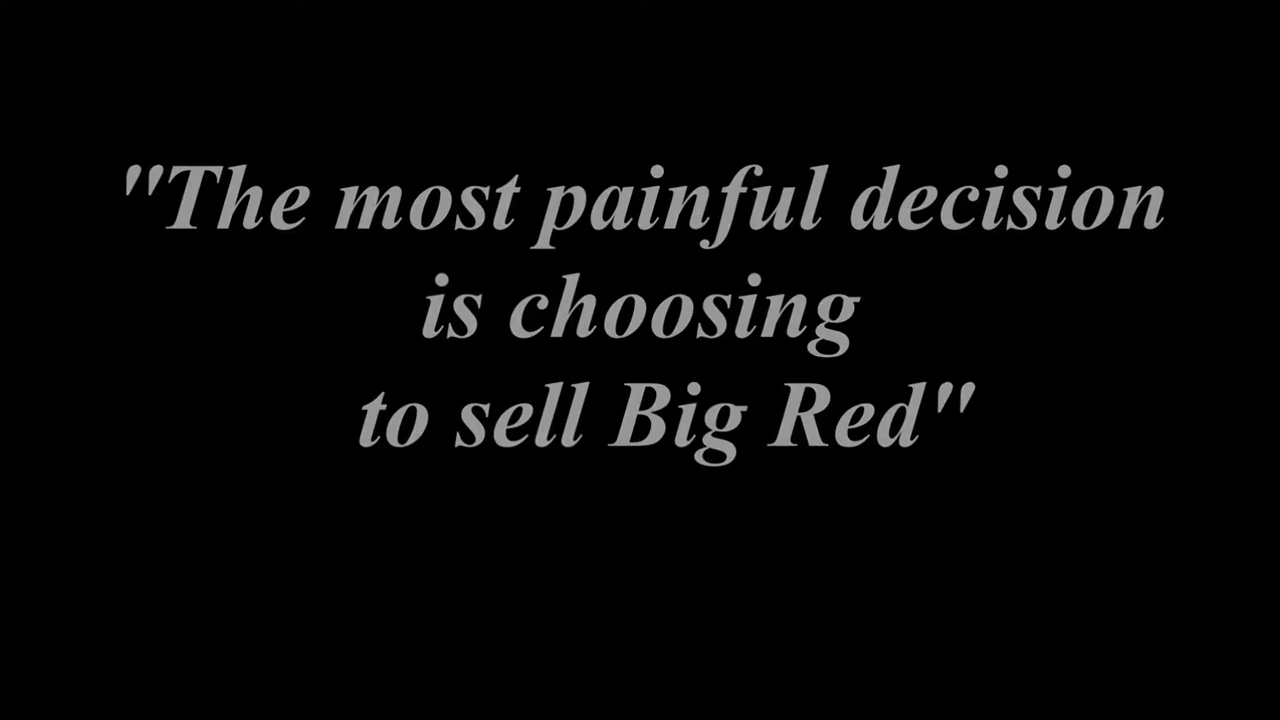 "The most painful decision
is choosing
to sell Big Red"